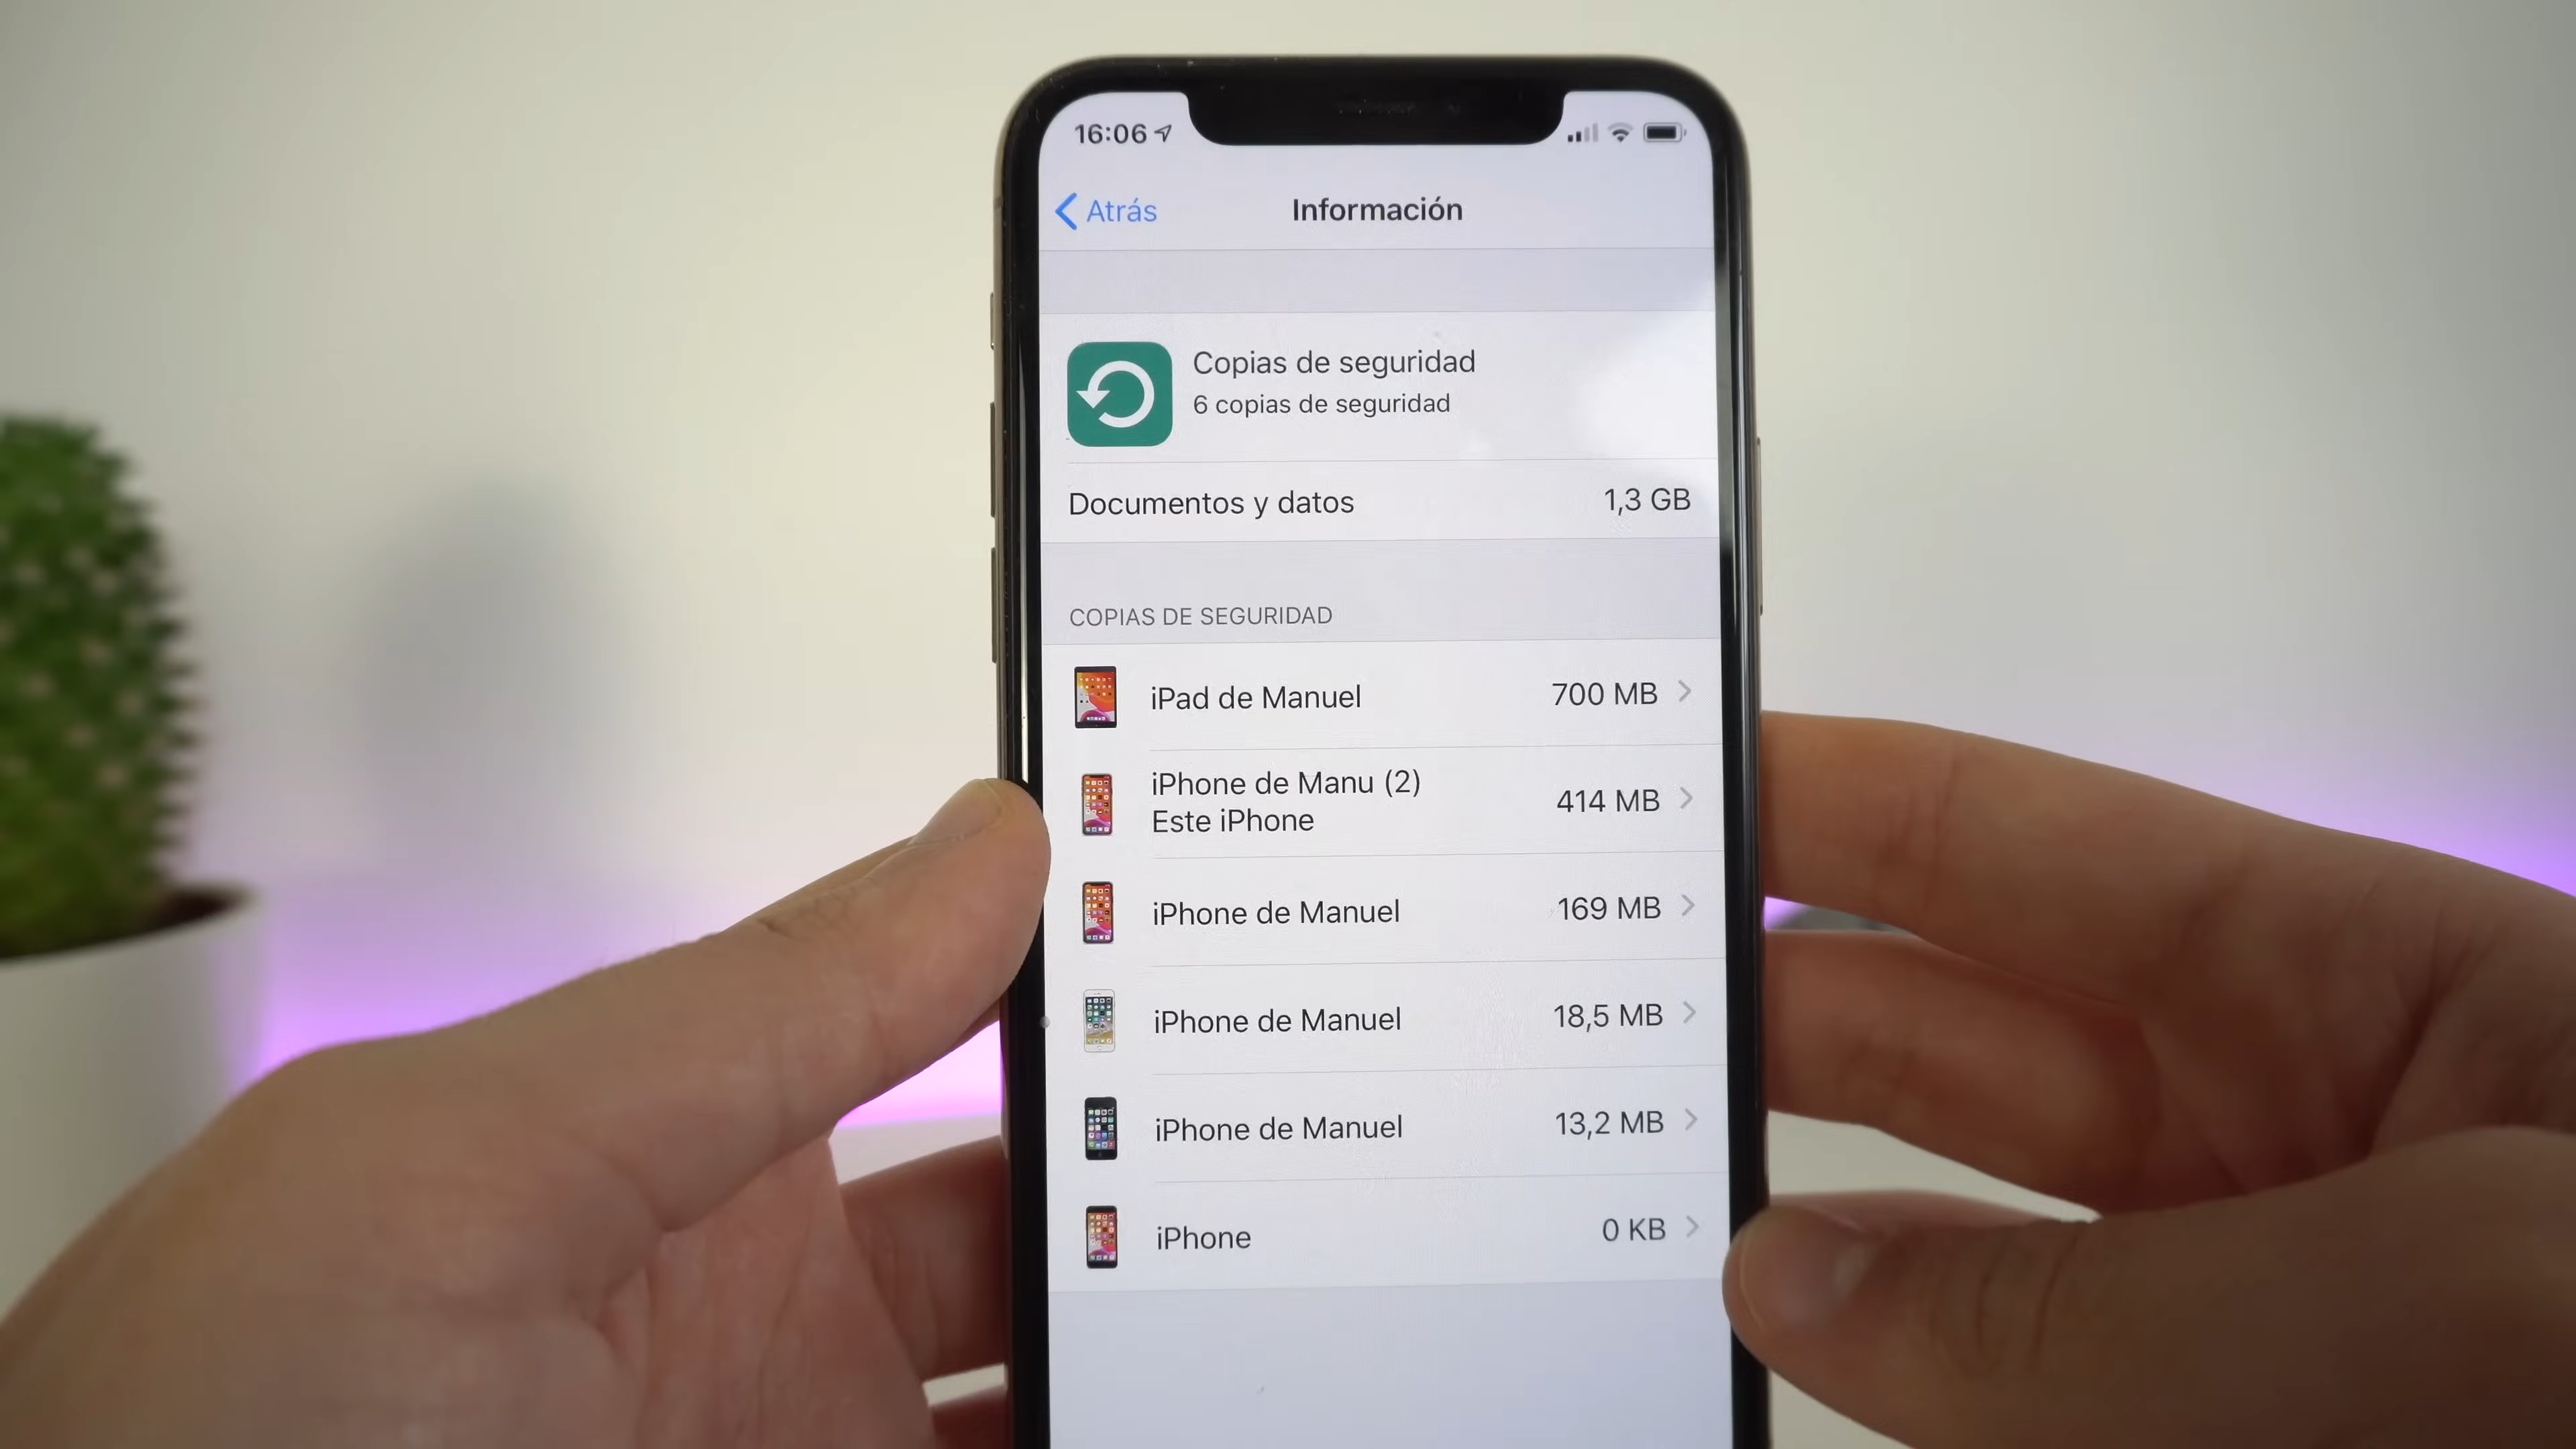 16:06
Atrás
Información
Copias de seguridad
6 copias de seguridad
Documentos y datos 1,3 GB
COPIAS DE SEGURIDAD
iPad de Manuel 700 MB
iPhone de Manu (2)
Este iPhone 414 MB
iPhone de Manuel 169 MB
iPhone de Manuel 18,5 MB
iPhone de Manuel 13,2 MB
iPhone 0 KB